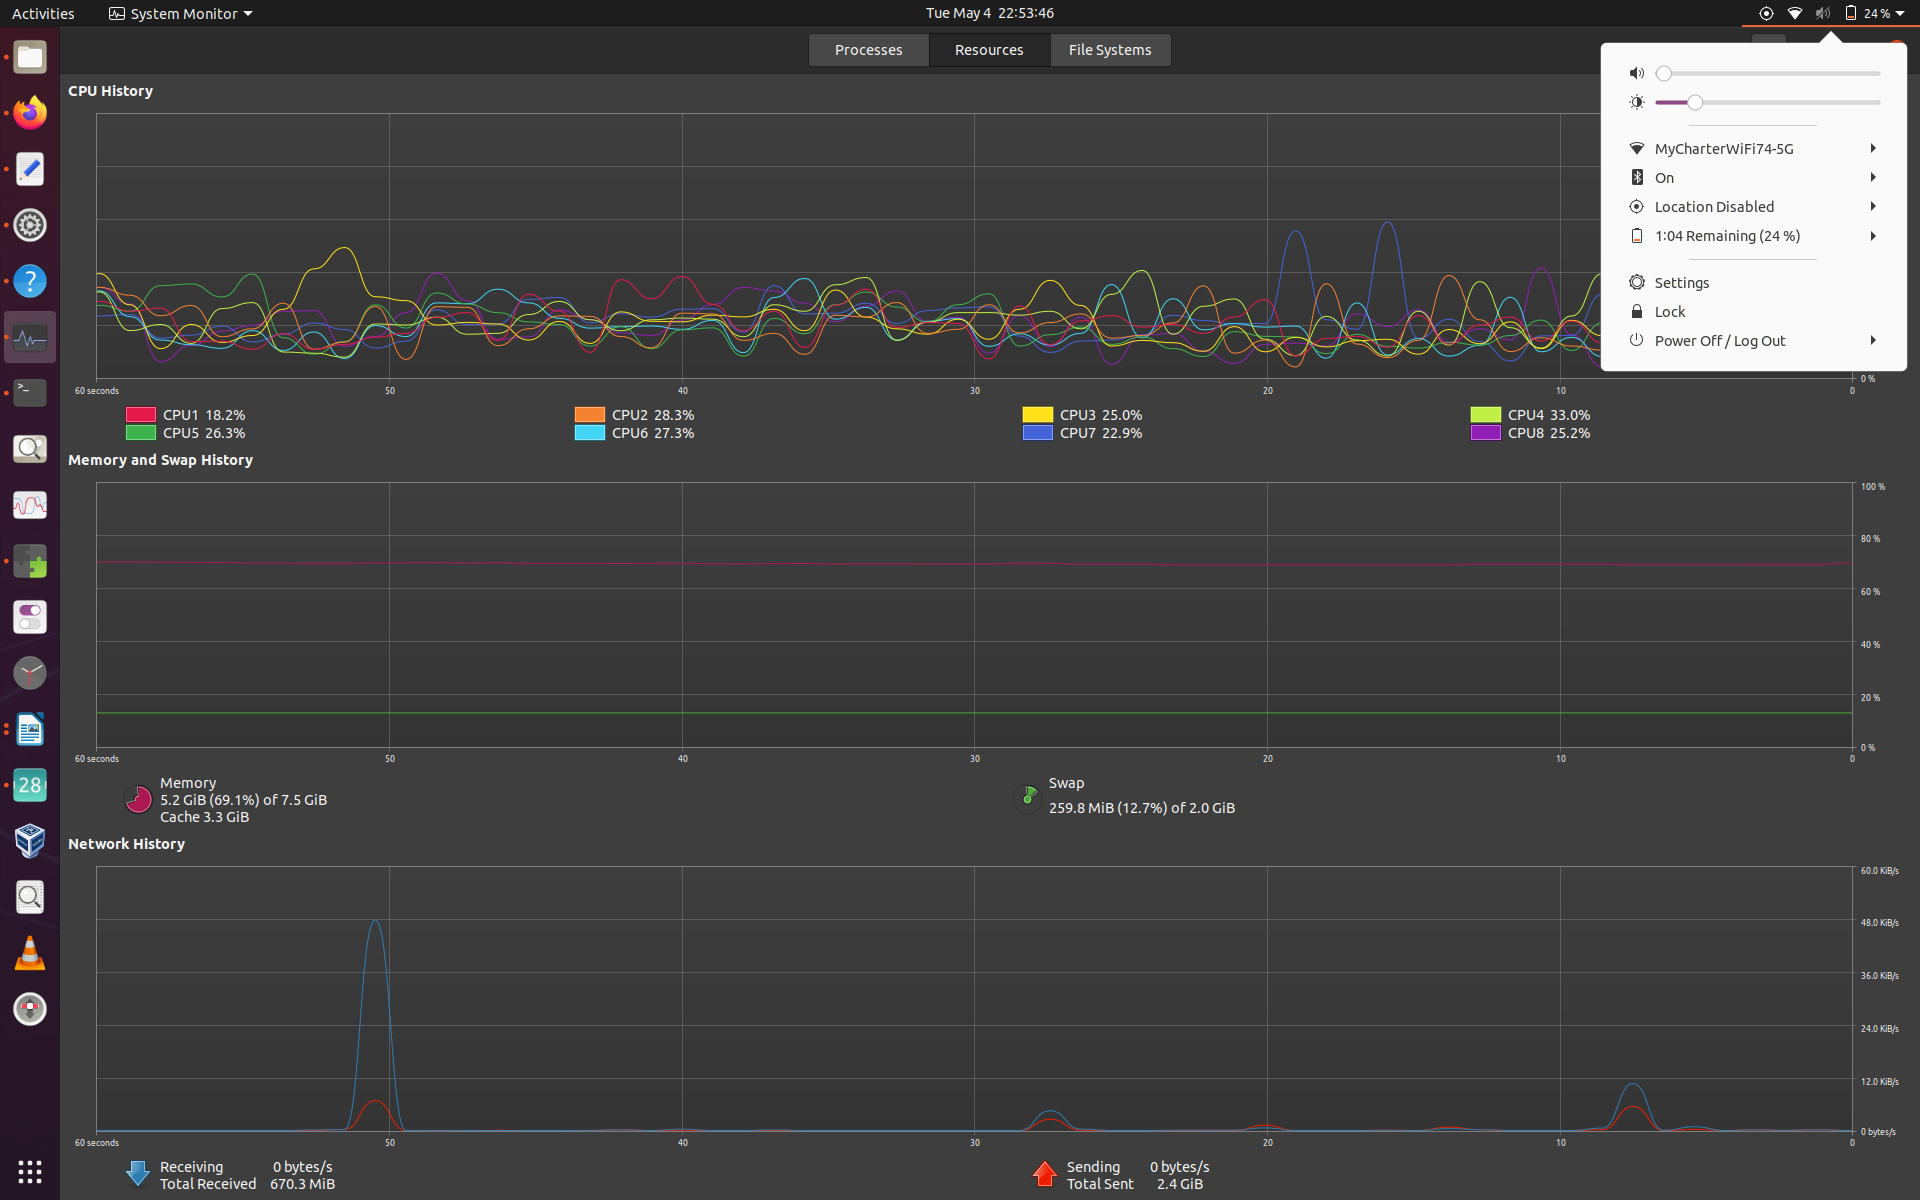 Activities
System Monitor
Tue May 4 22:53:46
24 %
Processes
Resources
File Systems
MyCharterWiFi74-5G
On
Location Disabled
1:04 Remaining (24 %)
Settings
Lock
Power Off / Log Out
CPU History
0 %
60 seconds 50 40 30 20 10 0
CPU1 18.2% CPU2 28.3% CPU3 25.0% CPU4 33.0%
CPU5 26.3% CPU6 27.3% CPU7 22.9% CPU8 25.2%
Memory and Swap History
100 %
80 %
60 %
40 %
20 %
0 %
60 seconds 50 40 30 20 10 0
Memory
5.2 GiB (69.1%) of 7.5 GiB
Cache 3.3 GiB
Swap
259.8 MiB (12.7%) of 2.0 GiB
Network History
60.0 KiB/s
48.0 KiB/s
36.0 KiB/s
24.0 KiB/s
12.0 KiB/s
0 bytes/s
60 seconds 50 40 30 20 10 0
Receiving 0 bytes/s
Total Received 670.3 MiB
Sending 0 bytes/s
Total Sent 2.4 GiB
?
>_
28